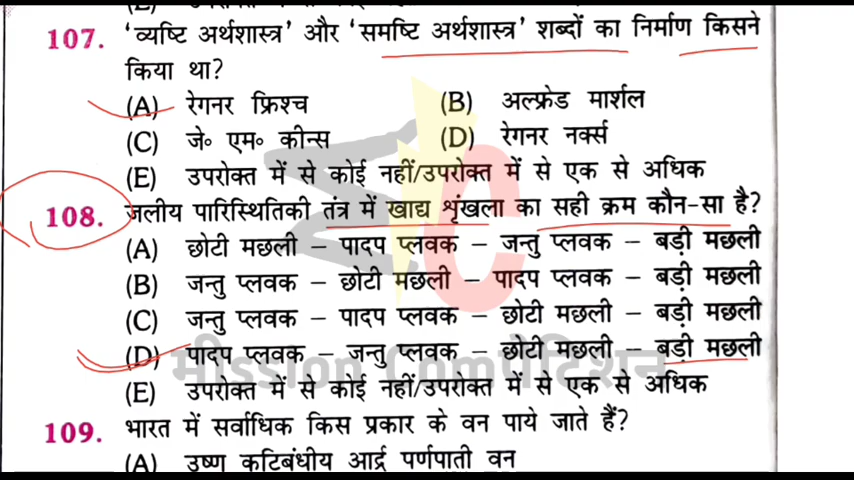 107. 'व्यष्टि अर्थशास्त्र' और 'समष्टि अर्थशास्त्र' शब्दों का निर्माण किसने
किया था?
(A) रेगनर फ्रिश्च (B) अल्फ्रेड मार्शल
(C) जे० एम० कीन्स (D) रेगनर नर्क्स
(E) उपरोक्त में से कोई नहीं/उपरोक्त में से एक से अधिक
108. जलीय पारिस्थितिकी तंत्र में खाद्य शृंखला का सही क्रम कौन-सा है?
(A) छोटी मछली – पादप प्लवक – जन्तु प्लवक – बड़ी मछली
(B) जन्तु प्लवक – छोटी मछली – पादप प्लवक – बड़ी मछली
(C) जन्तु प्लवक – पादप प्लवक – छोटी मछली – बड़ी मछली
(D) पादप प्लवक – जन्तु प्लवक – छोटी मछली – बड़ी मछली
मीssion Comपेटिशन
(E) उपरोक्त में से कोई नहीं/उपरोक्त में से एक से अधिक
109. भारत में सर्वाधिक किस प्रकार के वन पाये जाते हैं?
(A) उष्ण कटिबंधीय आर्द्र पर्णपाती वन